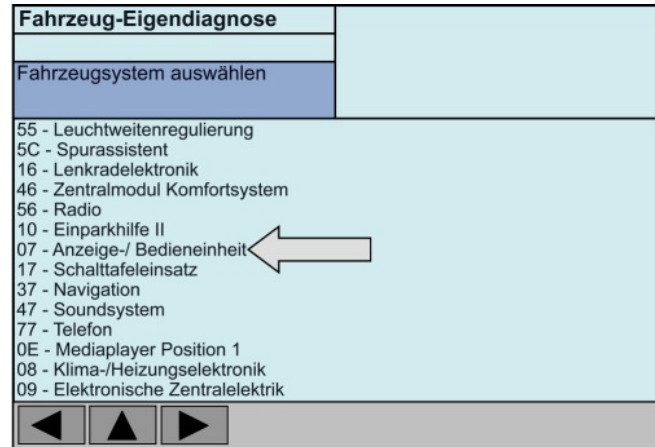 Fahrzeug-Eigendiagnose
Fahrzeugsystem auswählen
55 - Leuchtweitenregulierung
5C - Spurassistent
16 - Lenkradelektronik
46 - Zentralmodul Komfortsystem
56 - Radio
10 - Einparkhilfe II
07 - Anzeige-/ Bedieneinheit
17 - Schalttafeleinsatz
37 - Navigation
47 - Soundsystem
77 - Telefon
0E - Mediaplayer Position 1
08 - Klima-/Heizungselektronik
09 - Elektronische Zentralelektrik